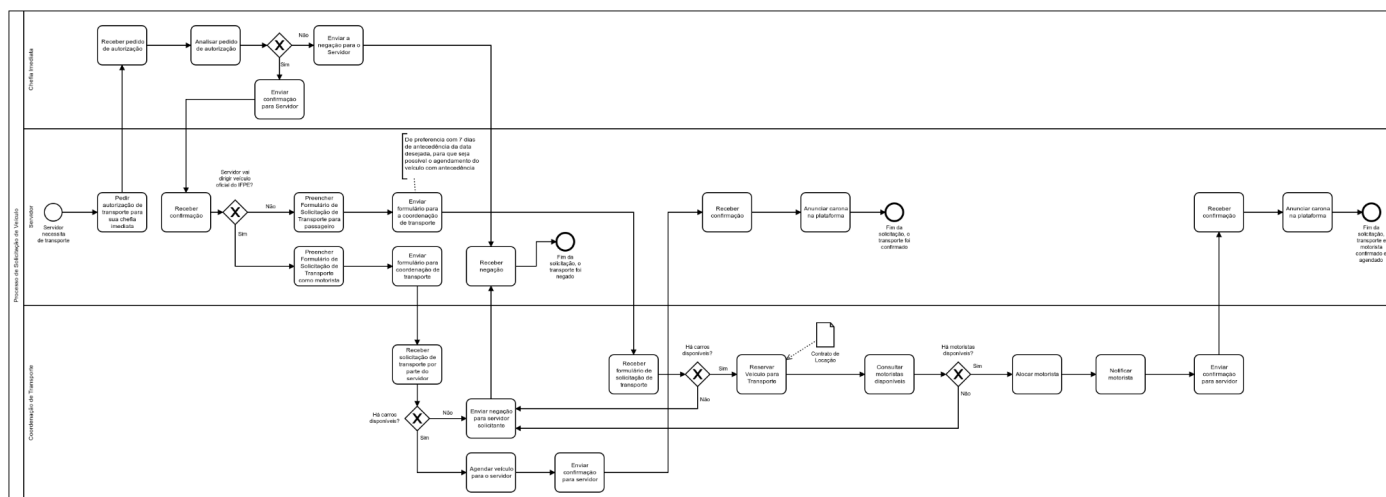 Processo de Solicitação de Veículo
Chefia Imediata
Receber pedido
de autorização
Analisar pedido
de autorização
Não
Sim
Enviar a
negação para o
Servidor
Enviar
confirmação
para Servidor
Servidor
Servidor
necessita
de transporte
Pedir
autorização de
transporte para
sua chefia
imediata
Receber
confirmação
Servidor vai
dirigir veículo
oficial do IFPE?
Não
Sim
Preencher
Formulário de
Solicitação de
Transporte para
passageiro
Enviar
formulário para
a coordenação
de transporte
De preferencia com 7 dias
de antecedência da data
desejada, para que seja
possível o agendamento do
veículo com antecedência
Preencher
Formulário de
Solicitação de
Transporte
como motorista
Enviar
formulário para
coordenação de
transporte
Receber
negação
Fim da
solicitação, o
transporte foi
negado
Receber
confirmação
Anunciar carona
na plataforma
Fim da
solicitação, o
transporte foi
confirmado
Receber
confirmação
Anunciar carona
na plataforma
Fim da
solicitação,
transporte e
motorista
confirmado e
agendado
Coordenação de Transporte
Receber
solicitação de
transporte por
parte do
servidor
Há carros
disponíveis?
Não
Sim
Enviar negação
para servidor
solicitante
Agendar veículo
para o servidor
Enviar
confirmação
para servidor
Receber
formulário de
solicitação de
transporte
Há carros
disponíveis?
Sim
Não
Reservar
Veículo para
Transporte
Contrato de
Locação
Consultar
motoristas
disponíveis
Há motoristas
disponíveis?
Sim
Não
Alocar motorista
Notificar
motorista
Enviar
confirmação
para servidor